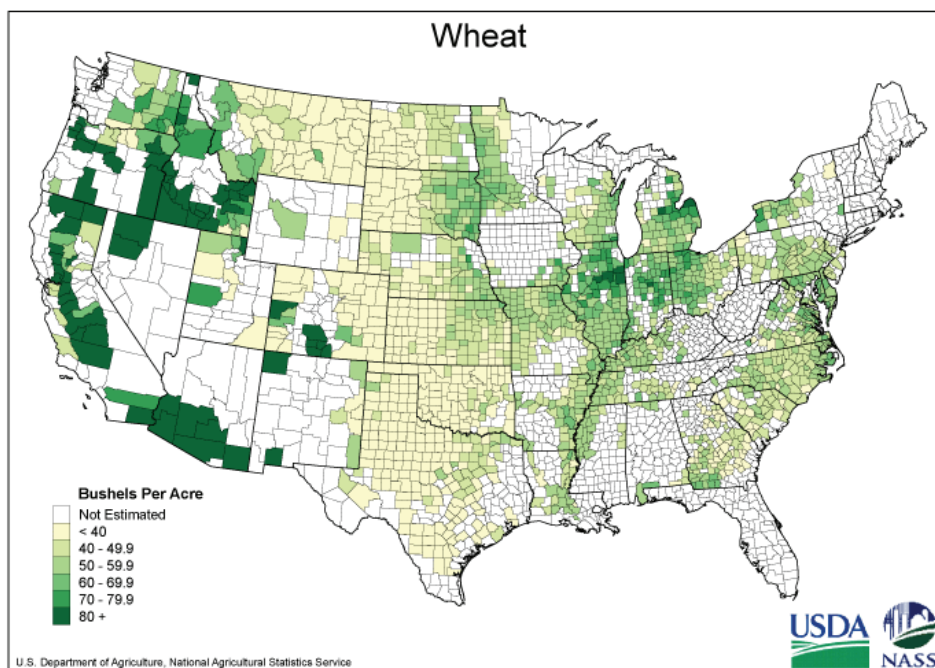 Wheat
Bushels Per Acre
Not Estimated
< 40
40 - 49.9
50 - 59.9
60 - 69.9
70 - 79.9
80 +
U.S. Department of Agriculture, National Agricultural Statistics Service
USDA
NASS